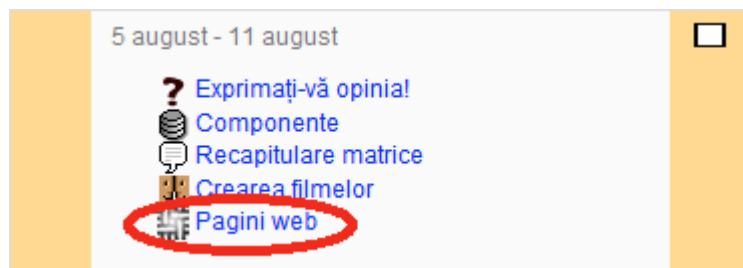 5 august - 11 august
Exprimați-vă opinia!
Componente
Recapitulare matrice
Crearea filmelor
Pagini web